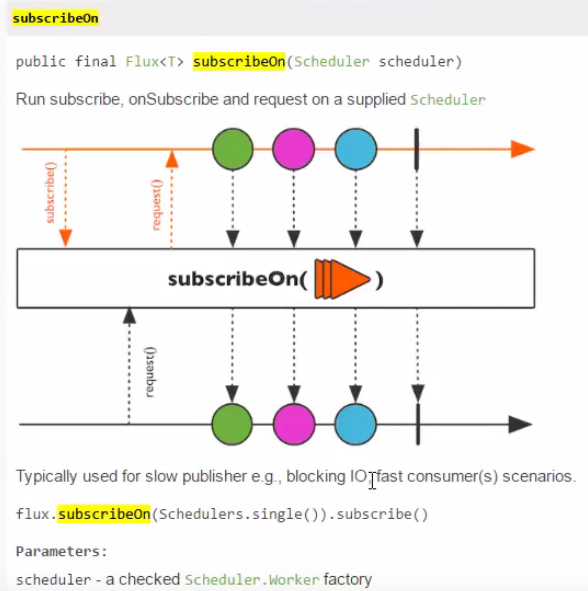 subscribeOn
public final Flux<T> subscribeOn(Scheduler scheduler)
Run subscribe, onSubscribe and request on a supplied Scheduler
subscribe()
request()
subscribeOn( )
request()
Typically used for slow publisher e.g., blocking IO, fast consumer(s) scenarios.
flux.subscribeOn(Schedulers.single()).subscribe()
Parameters:
scheduler - a checked Scheduler.Worker factory